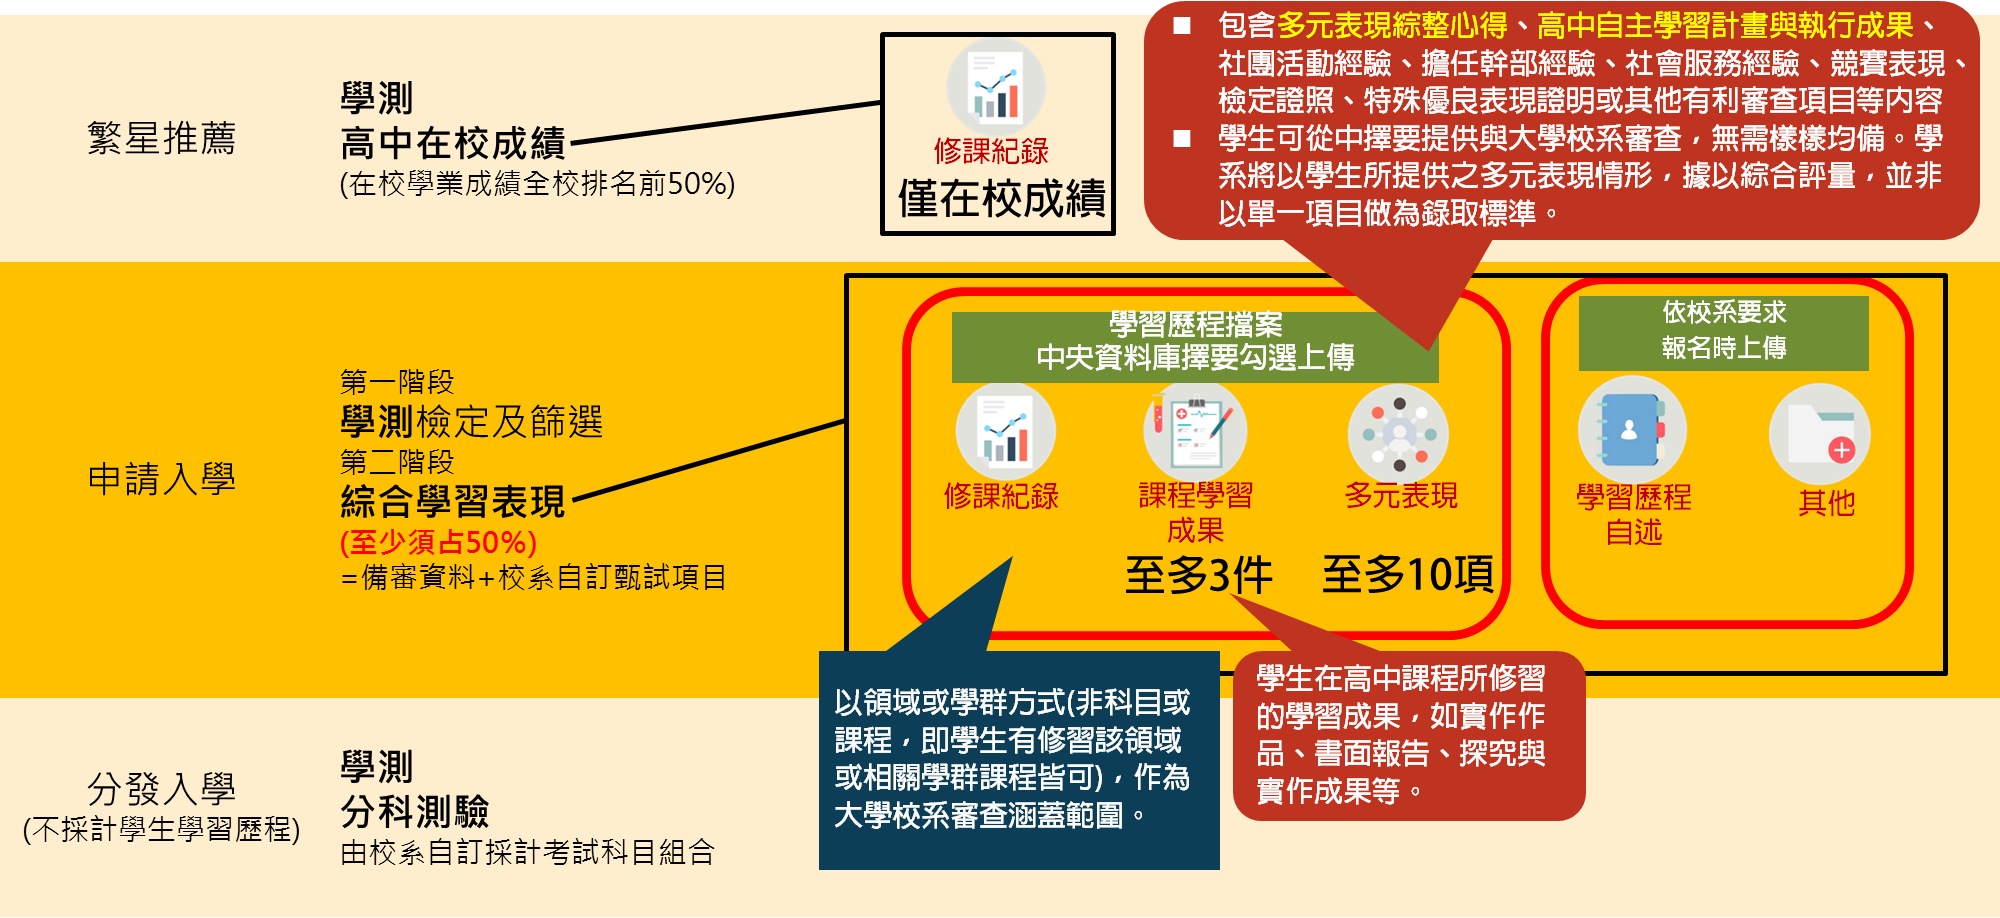 繁星推薦
學測
高中在校成績
(在校學業成績全校排名前50%)
修課紀錄
僅在校成績
■ 包含多元表現綜整心得、高中自主學習計畫與執行成果、
社團活動經驗、擔任幹部經驗、社會服務經驗、競賽表現、
檢定證照、特殊優良表現證明或其他有利審查項目等內容
■ 學生可從中擇要提供與大學校系審查，無需樣樣均備。學
系將以學生所提供之多元表現情形，據以綜合評量，並非
以單一項目做為錄取標準。
申請入學
第一階段
學測檢定及篩選
第二階段
綜合學習表現
(至少須占50%)
=備審資料+校系自訂甄試項目
學習歷程檔案
中央資料庫擇要勾選上傳
修課紀錄
課程學習
成果
至多3件
多元表現
至多10項
依校系要求
報名時上傳
學習歷程
自述
其他
以領域或學群方式(非科目或
課程，即學生有修習該領域
或相關學群課程皆可)，作為
大學校系審查涵蓋範圍。
學生在高中課程所修習
的學習成果，如實作作
品、書面報告、探究與
實作成果等。
分發入學
(不採計學生學習歷程)
學測
分科測驗
由校系自訂採計考試科目組合